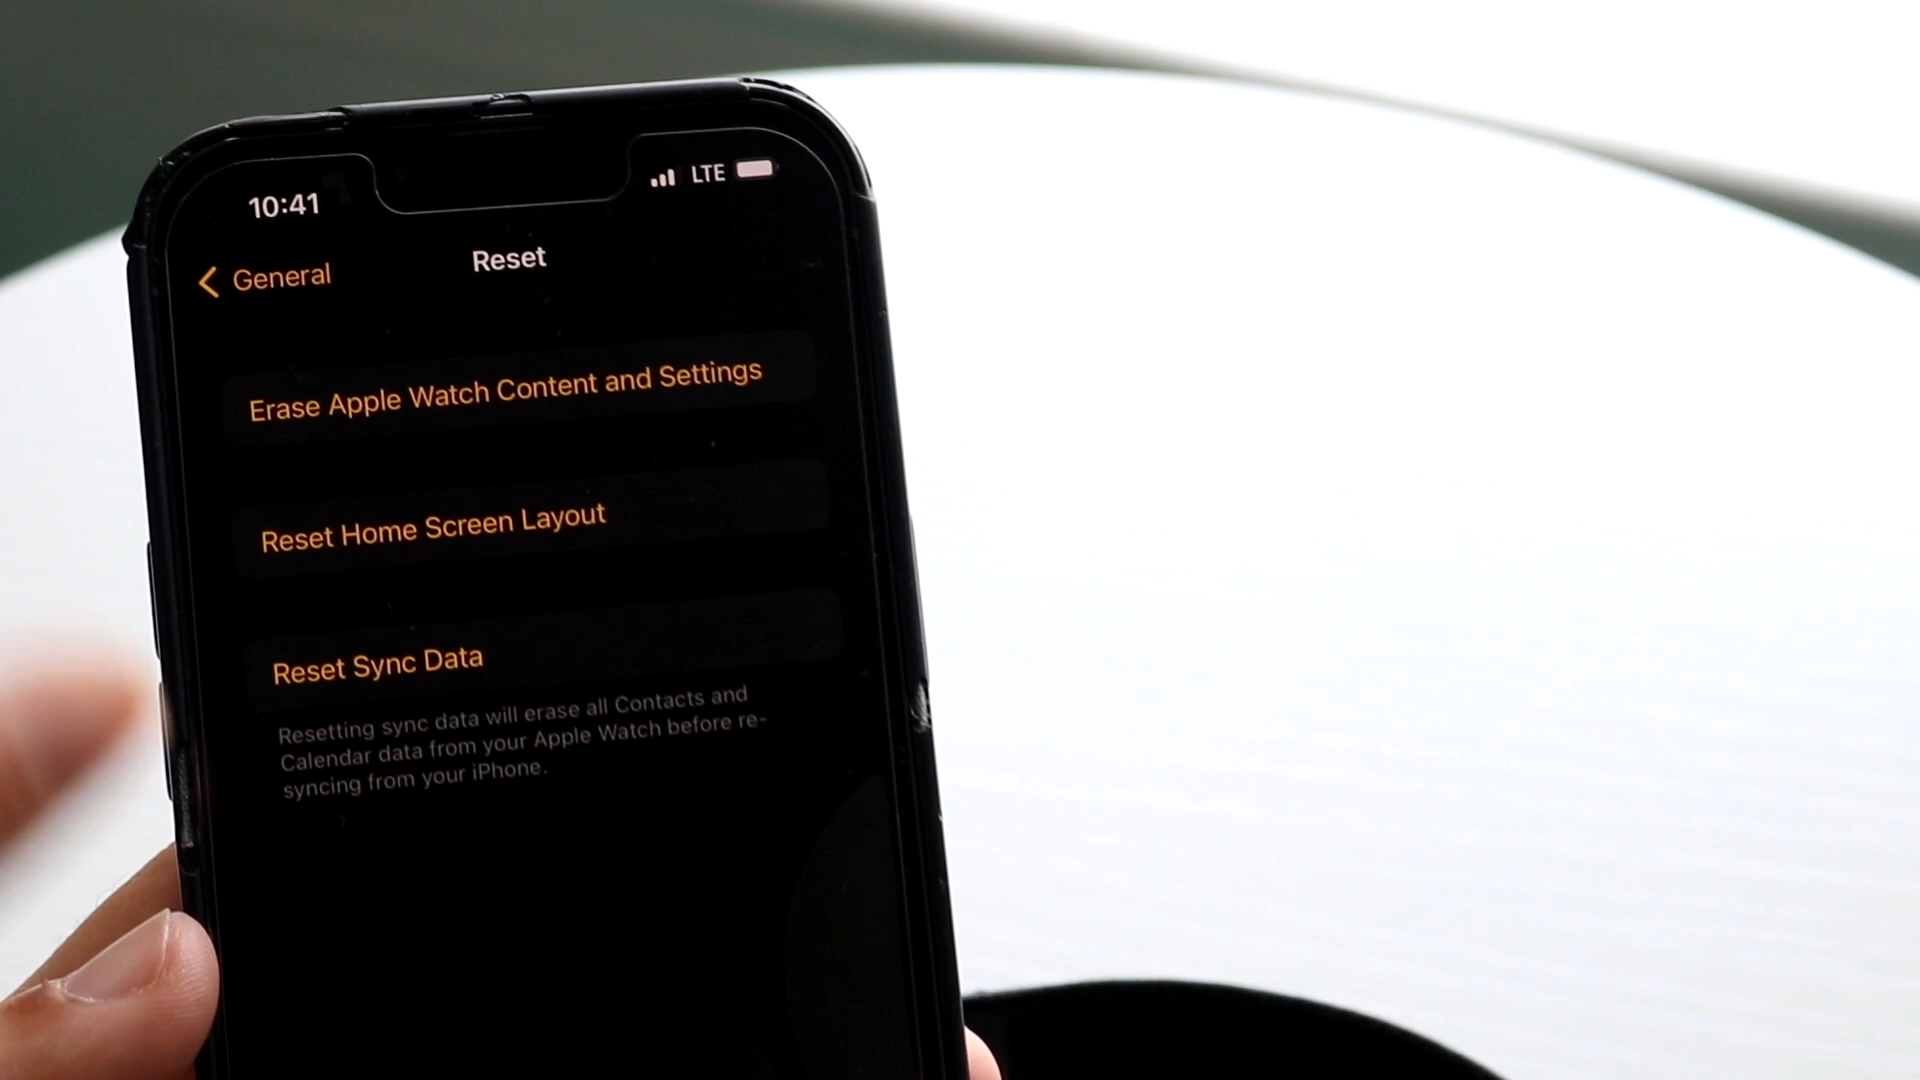 10:41
LTE
General
Reset
Erase Apple Watch Content and Settings
Reset Home Screen Layout
Reset Sync Data
Resetting sync data will erase all Contacts and
Calendar data from your Apple Watch before re-
syncing from your iPhone.